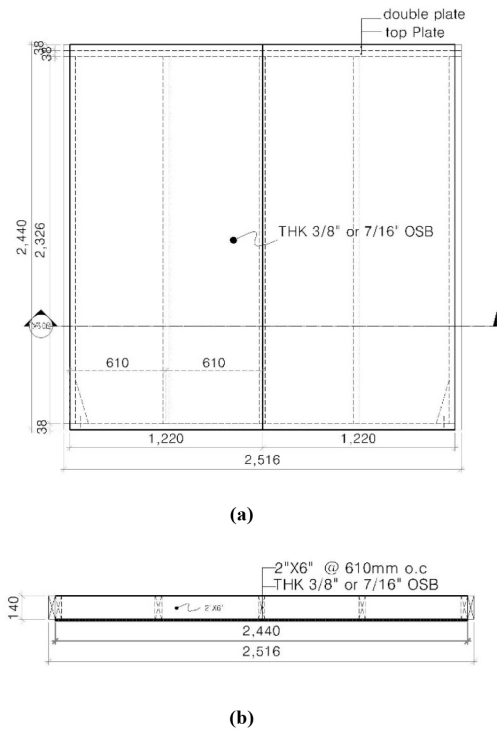 double plate
top Plate
38
38
2,440
2,326
THK 3/8" or 7/16' OSB
610
610
38
1,220
1,220
2,516
(a)
2"X6" @ 610mm o.c
THK 3/8" or 7/16" OSB
140
2"X6"
2,440
2,516
(b)